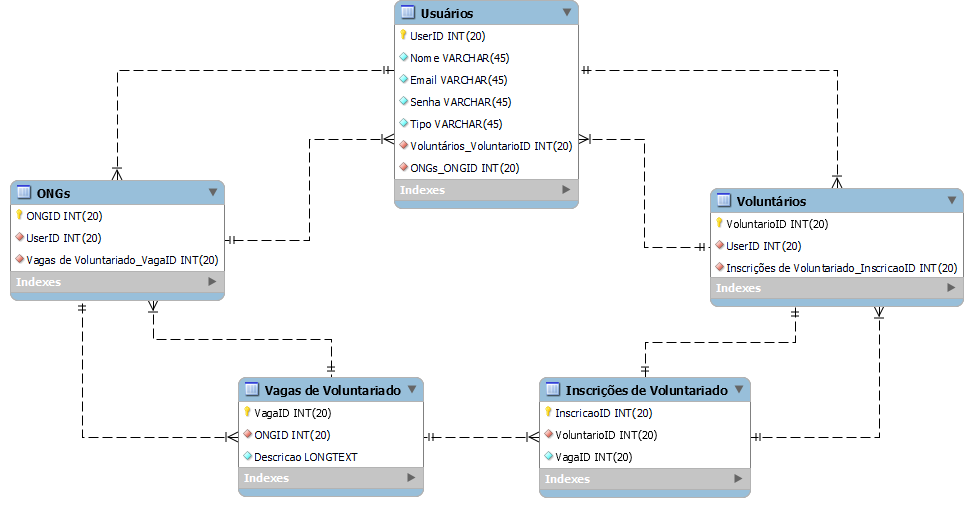 Usuários
UserID INT(20)
Nome VARCHAR(45)
Email VARCHAR(45)
Senha VARCHAR(45)
Tipo VARCHAR(45)
Voluntários_VoluntarioID INT(20)
ONGs_ONGID INT(20)
Indexes
ONGs
ONGID INT(20)
UserID INT(20)
Vagas de Voluntariado_VagaID INT(20)
Indexes
Voluntários
VoluntarioID INT(20)
UserID INT(20)
Inscrições de Voluntariado_InscricaoID INT(20)
Indexes
Vagas de Voluntariado
VagaID INT(20)
ONGID INT(20)
Descricao LONGTEXT
Indexes
Inscrições de Voluntariado
InscricaoID INT(20)
VoluntarioID INT(20)
VagaID INT(20)
Indexes